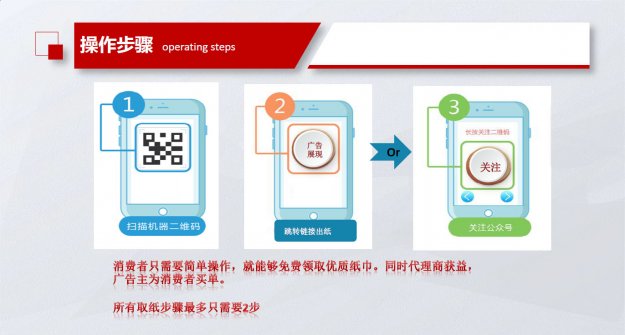 操作步骤 operating steps
1
2
3
广告
展现
Or
长按关注二维码
关注
扫描机器二维码
跳转链接出纸
关注公众号
消费者只需要简单操作，就能够免费领取优质纸巾。同时代理商获益，
广告主为消费者买单。
所有取纸步骤最多只需要2步